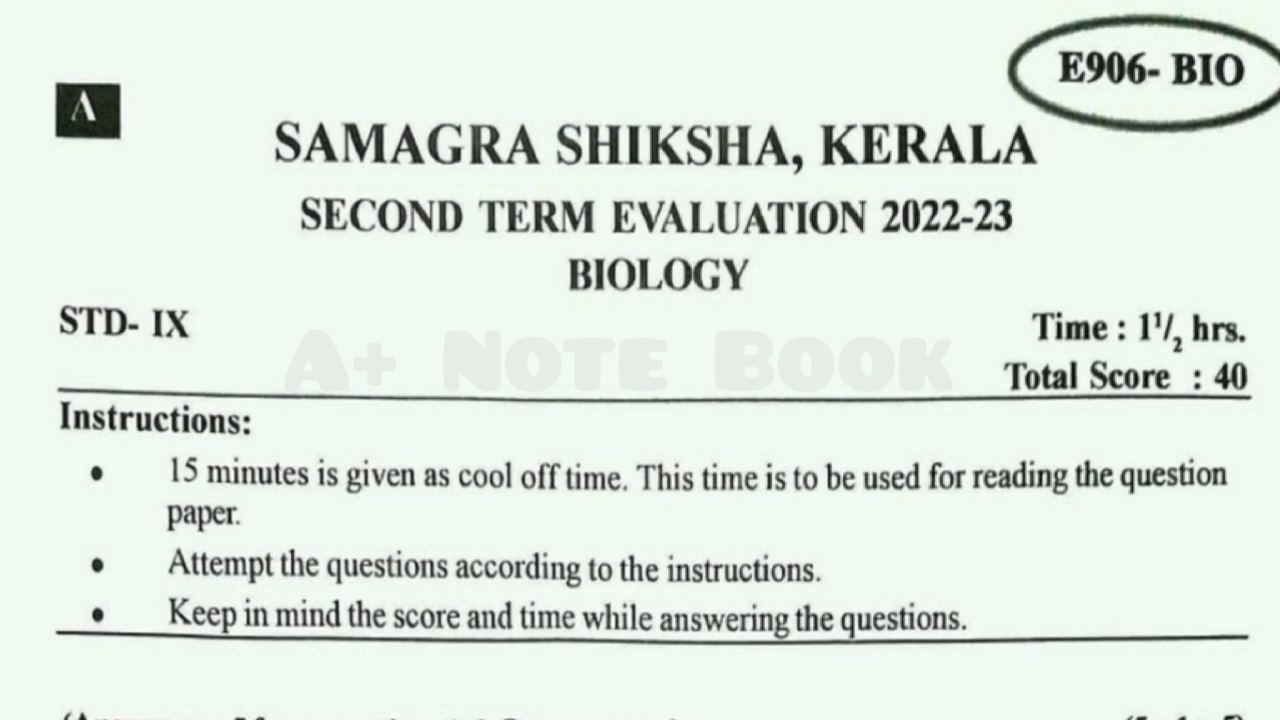 E906- BIO
A
SAMAGRA SHIKSHA, KERALA
SECOND TERM EVALUATION 2022-23
BIOLOGY
STD- IX
Time : 1 1/2 hrs.
A+ NOTE BOOK
Total Score : 40
Instructions:
• 15 minutes is given as cool off time. This time is to be used for reading the question
paper.
• Attempt the questions according to the instructions.
• Keep in mind the score and time while answering the questions.